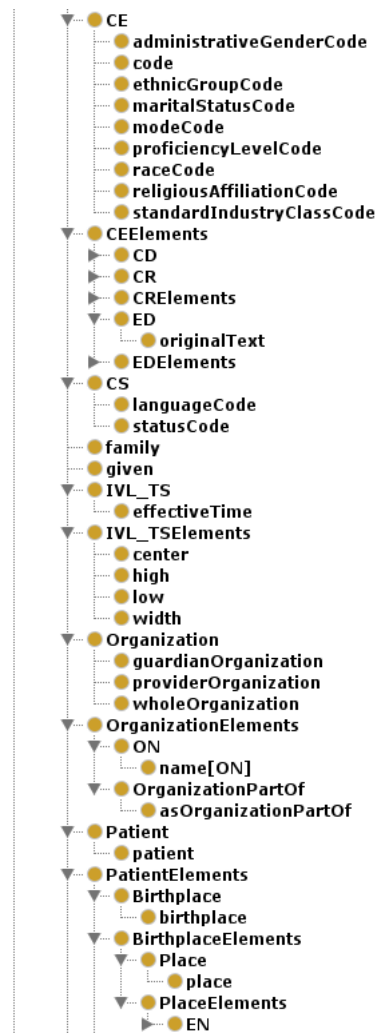 CE
administrativeGenderCode
code
ethnicGroupCode
maritalStatusCode
modeCode
proficiencyLevelCode
raceCode
religiousAffiliationCode
standardIndustryClassCode
CEElements
CD
CR
CRElements
ED
originalText
EDElements
CS
languageCode
statusCode
family
given
IVL_TS
effectiveTime
IVL_TSElements
center
high
low
width
Organization
guardianOrganization
providerOrganization
wholeOrganization
OrganizationElements
ON
name[ON]
OrganizationPartOf
asOrganizationPartOf
Patient
patient
PatientElements
Birthplace
birthplace
BirthplaceElements
Place
place
PlaceElements
EN